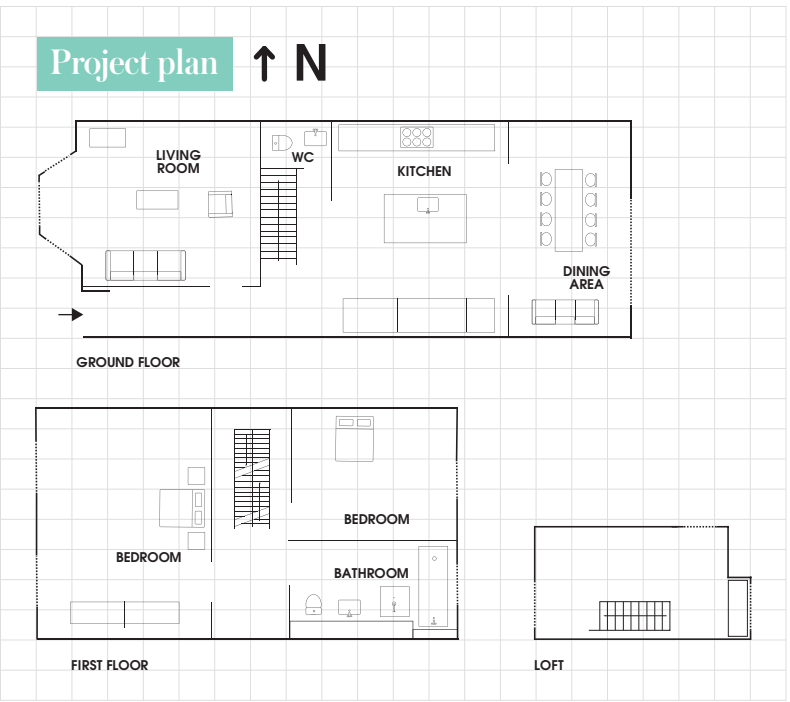 Project plan
N
LIVING
ROOM
WC
KITCHEN
DINING
AREA
GROUND FLOOR
BEDROOM
BEDROOM
BATHROOM
FIRST FLOOR
LOFT